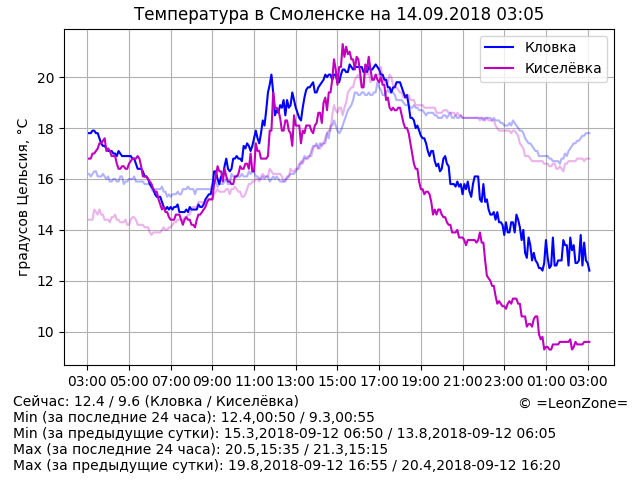 Температура в Смоленске на 14.09.2018 03:05
Кловка
Киселёвка
градусов Цельсия, °C
20
18
16
14
12
10
03:00 05:00 07:00 09:00 11:00 13:00 15:00 17:00 19:00 21:00 23:00 01:00 03:00
Сейчас: 12.4 / 9.6 (Кловка / Киселёвка)
© =LeonZone=
Min (за последние 24 часа): 12.4,00:50 / 9.3,00:55
Min (за предыдущие сутки): 15.3,2018-09-12 06:50 / 13.8,2018-09-12 06:05
Max (за последние 24 часа): 20.5,15:35 / 21.3,15:15
Max (за предыдущие сутки): 19.8,2018-09-12 16:55 / 20.4,2018-09-12 16:20